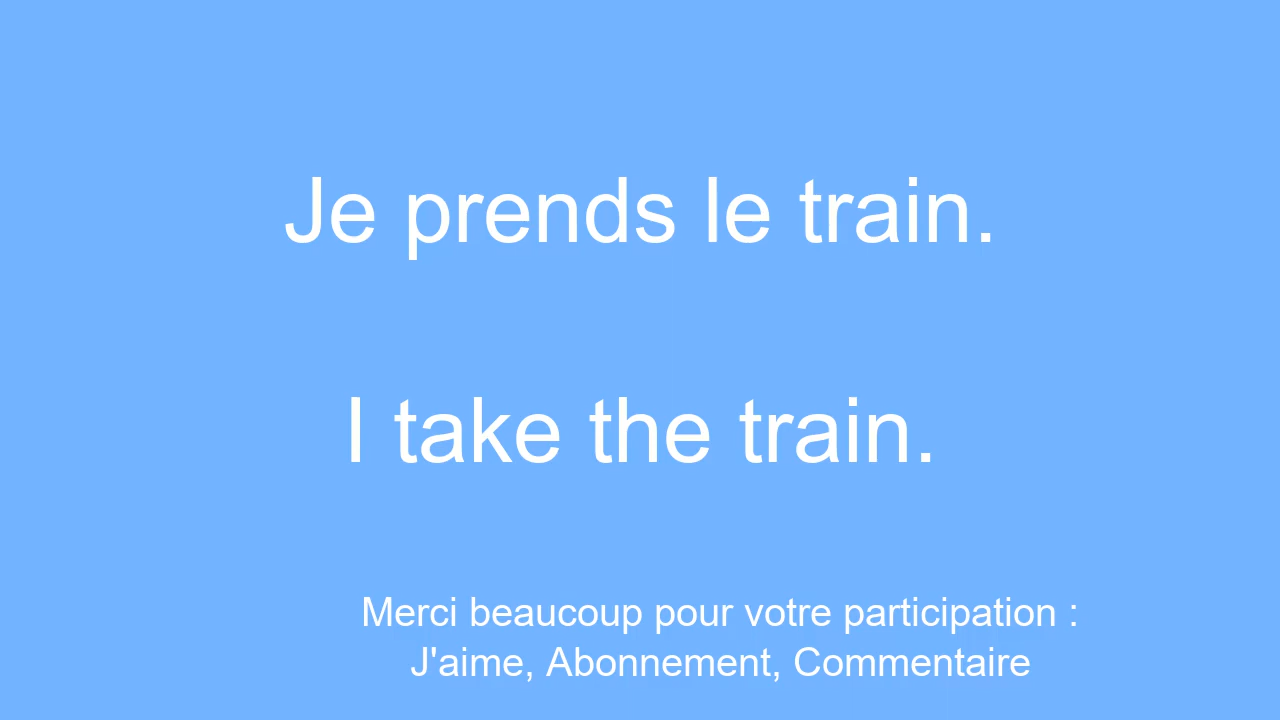 Je prends le train.
I take the train.
Merci beaucoup pour votre participation :
J'aime, Abonnement, Commentaire